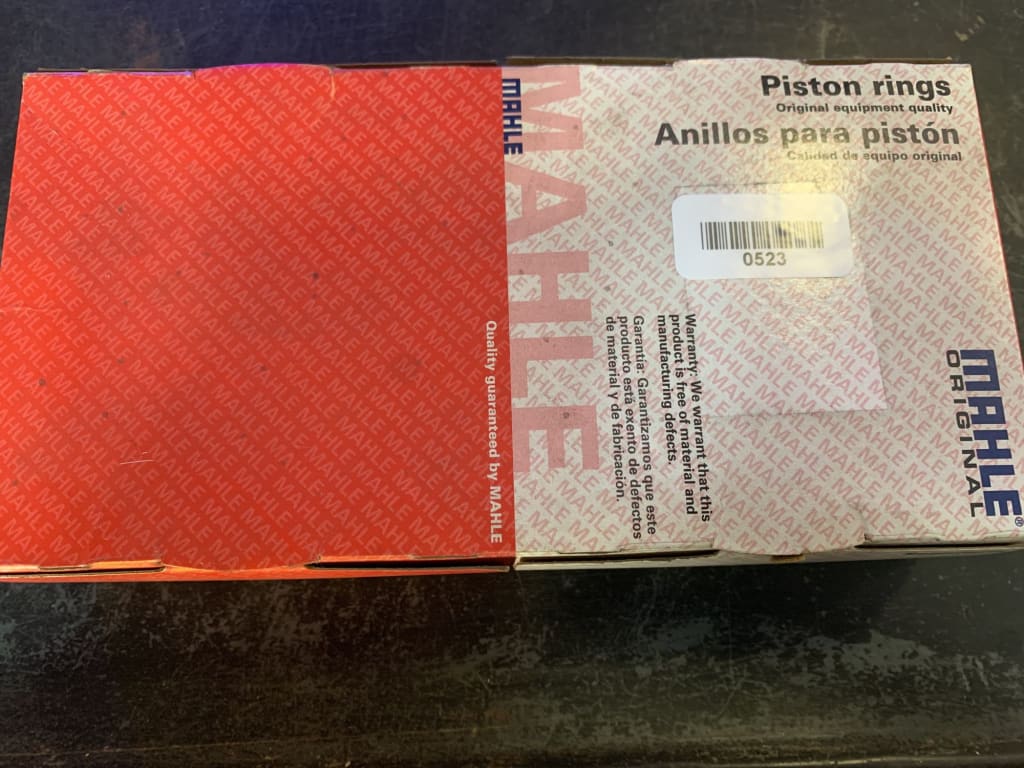 Piston rings
Original equipment quality
Anillos para pistón
Calidad de equipo original
0523
MAHLE
MAHLE
Quality guaranteed by MAHLE
Warranty: We warrant that this
product is free of material and
manufacturing defects.
Garantía: Garantizamos que este
producto está exento de defectos
de material y de fabricación.
MAHLE®
ORIGINAL